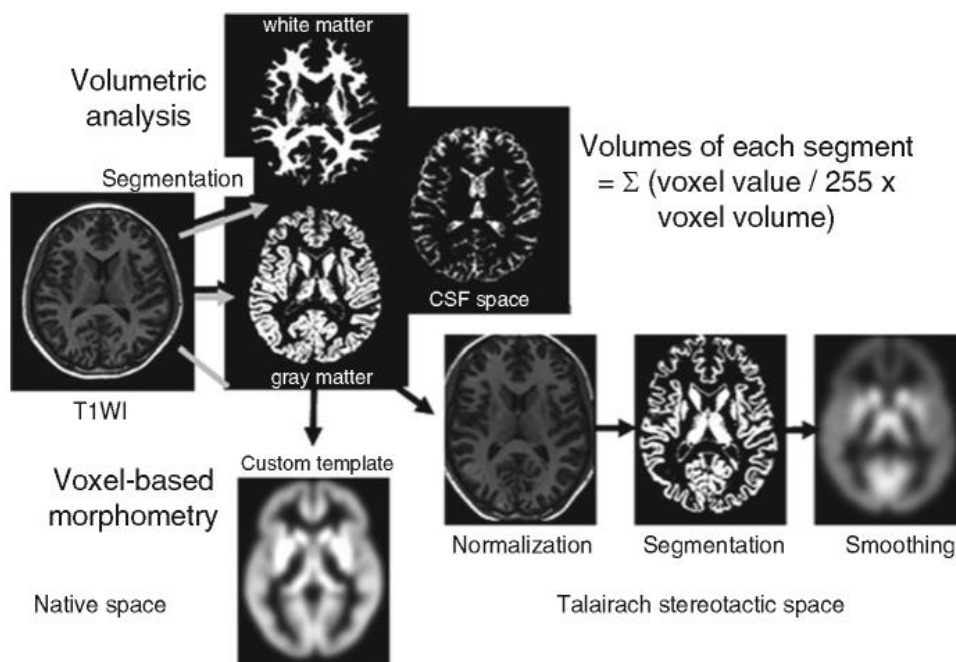 white matter
Volumetric
analysis
Segmentation
Volumes of each segment
= Σ (voxel value / 255 x
voxel volume)
CSF space
gray matter
T1WI
Custom template
Voxel-based
morphometry
Normalization
Segmentation
Smoothing
Native space
Talairach stereotactic space